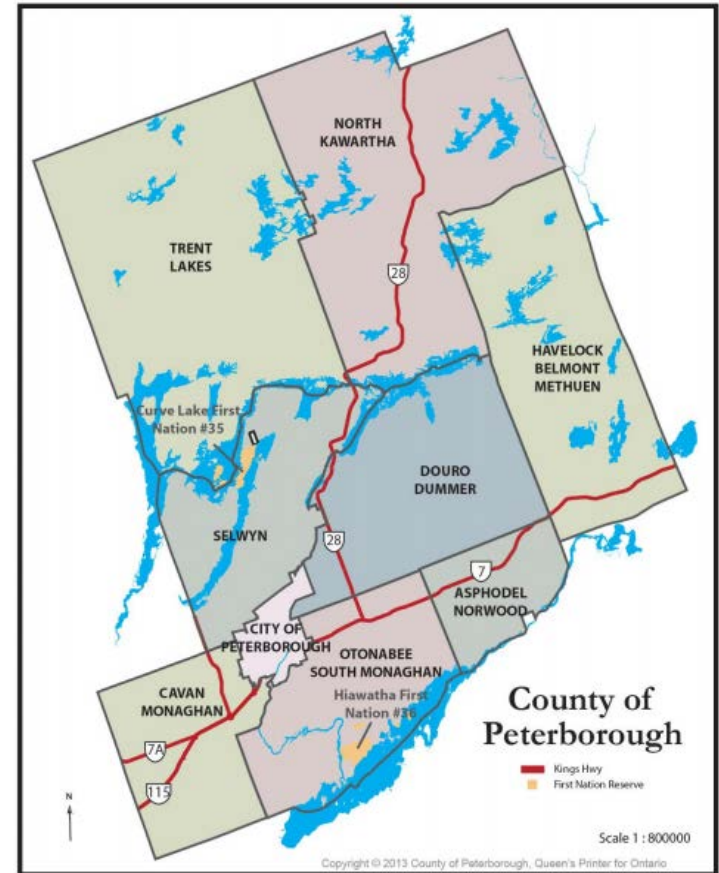 NORTH
KAWARTHA
TRENT
LAKES
28
HAVELOCK
BELMONT
METHUEN
Curve Lake First
Nation #35
DOURO
DUMMER
SELWYN
28
7
ASPHODEL
NORWOOD
CITY OF
PETERBOROUGH
OTONABEE
SOUTH MONAGHAN
CAVAN
MONAGHAN
Hiawatha First
Nation #36
7A
115
County of
Peterborough
Kings Hwy
First Nation Reserve
N
Scale 1 : 800000
Copyright © 2013 County of Peterborough, Queen's Printer for Ontario